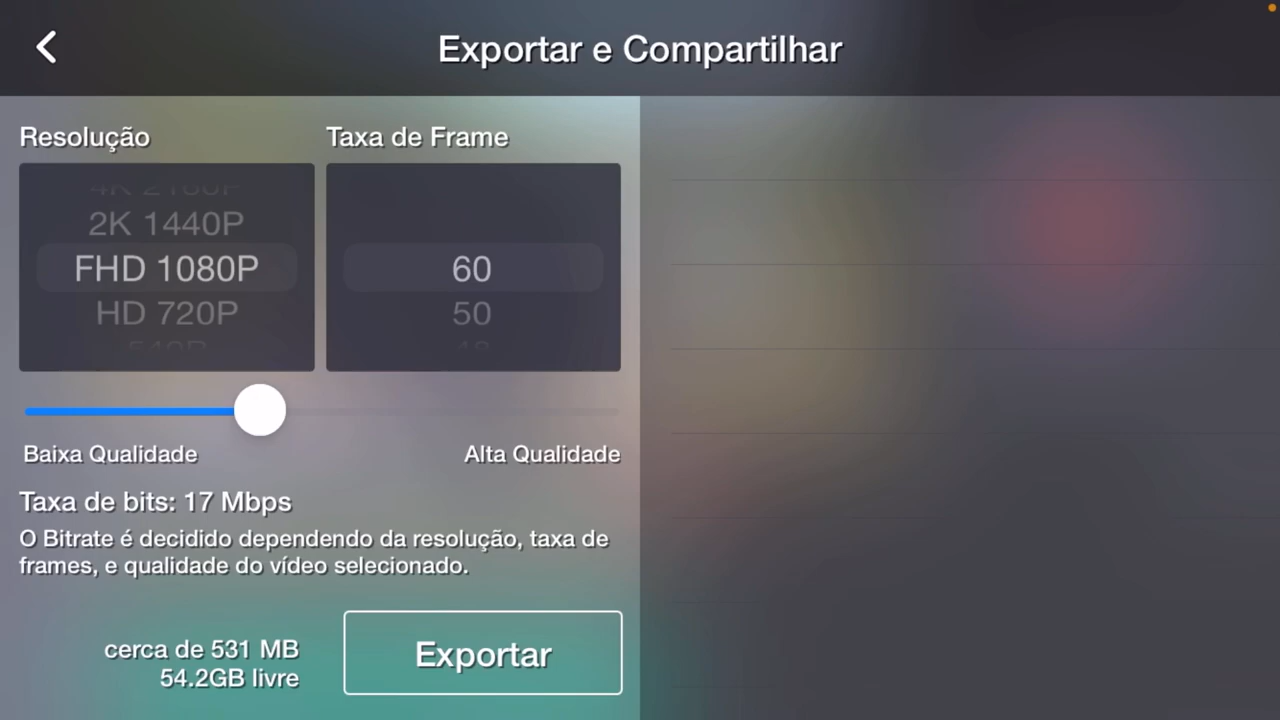 Exportar e Compartilhar
Resolução
Taxa de Frame
2K 1440P
FHD 1080P
HD 720P
60
50
Baixa Qualidade
Alta Qualidade
Taxa de bits: 17 Mbps
O Bitrate é decidido dependendo da resolução, taxa de
frames, e qualidade do vídeo selecionado.
cerca de 531 MB
54.2GB livre
Exportar